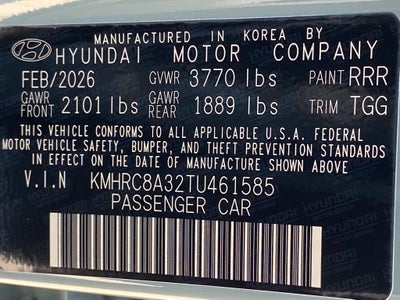 MANUFACTURED IN KOREA BY
HYUNDAI MOTOR COMPANY
FEB/2026 GVWR 3770 lbs PAINT RRR
GAWR FRONT 2101 lbs GAWR REAR 1889 lbs TRIM TGG
THIS VEHICLE CONFORMS TO ALL APPLICABLE U.S.A. FEDERAL
MOTOR VEHICLE SAFETY, BUMPER, AND THEFT PREVENTION STANDARDS
IN EFFECT ON THE DATE OF MANUFACTURE SHOWN ABOVE
V.I.N KMHRC8A32TU461585
PASSENGER CAR